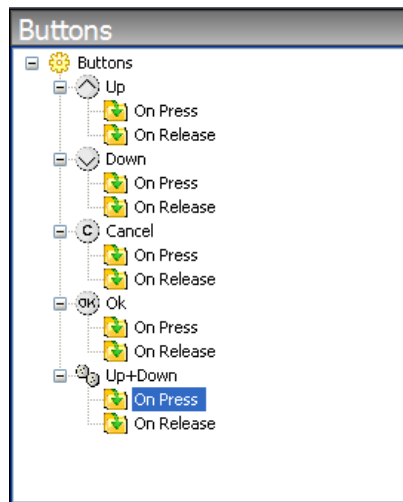 Buttons
Buttons
Up
On Press
On Release
Down
On Press
On Release
C Cancel
On Press
On Release
OK Ok
On Press
On Release
Up+Down
On Press
On Release